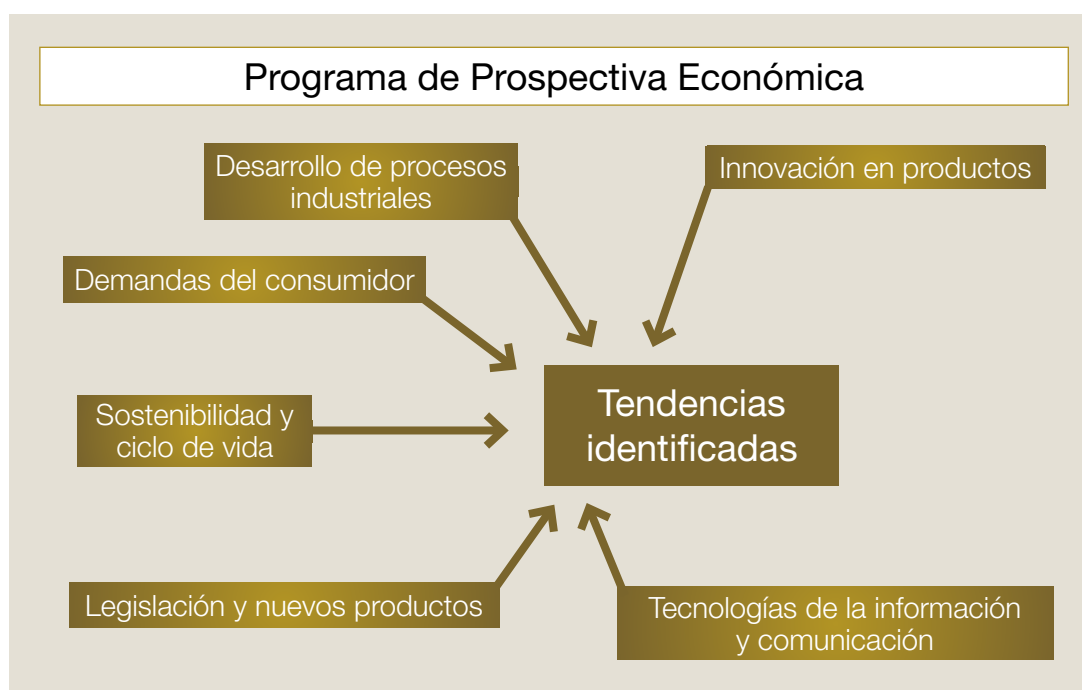 Programa de Prospectiva Económica
Desarrollo de procesos
industriales
Innovación en productos
Demandas del consumidor
Tendencias
identificadas
Sostenibilidad y
ciclo de vida
Legislación y nuevos productos
Tecnologías de la información
y comunicación